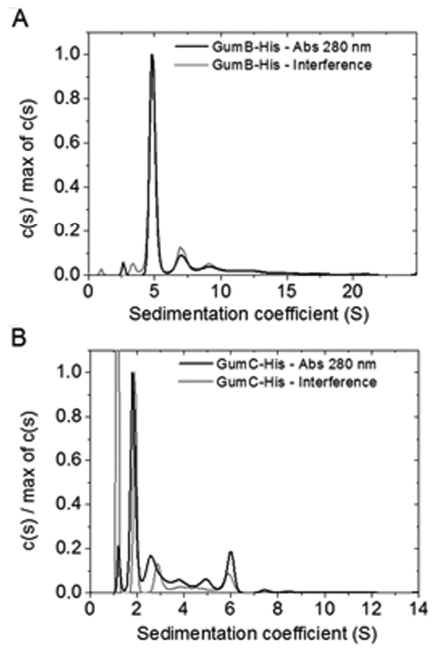 A
GumB-His - Abs 280 nm
GumB-His - Interference
c(s) / max of c(s)
1.0
0.8
0.6
0.4
0.2
0.0
0 5 10 15 20
Sedimentation coefficient (S)
B
GumC-His - Abs 280 nm
GumC-His - Interference
c(s) / max of c(s)
1.0
0.8
0.6
0.4
0.2
0.0
0 2 4 6 8 10 12 14
Sedimentation coefficient (S)